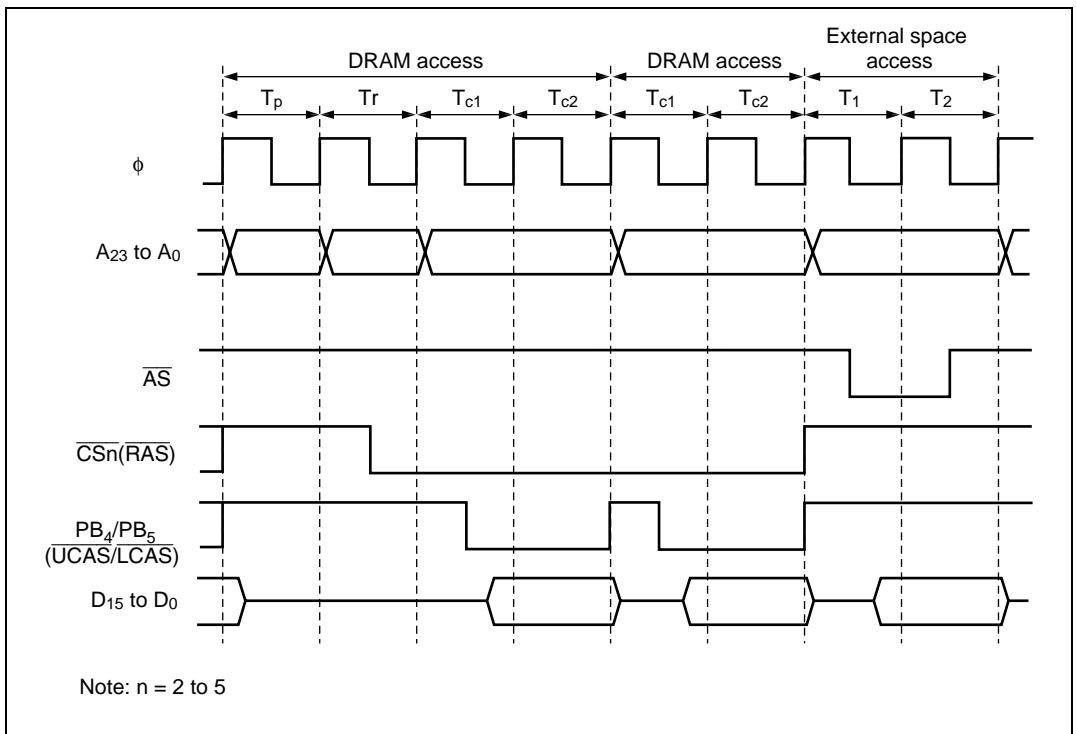 External space
DRAM access DRAM access access
Tp Tr Tc1 Tc2 Tc1 Tc2 T1 T2
ϕ
A23 to A0
AS
CSn(RAS)
PB4/PB5
(UCAS/LCAS)
D15 to D0
Note: n = 2 to 5